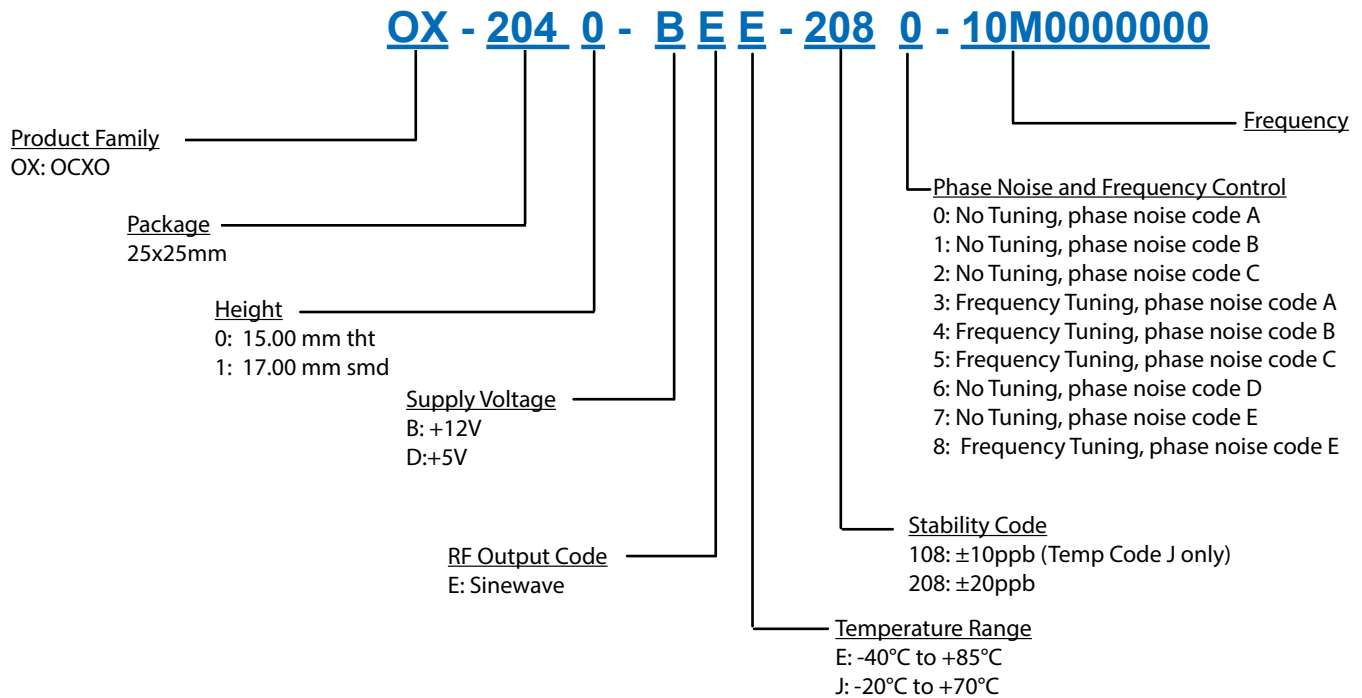 OX - 204 0 - B E E - 208 0 - 10M0000000
Frequency
Product Family
OX: OCXO
Phase Noise and Frequency Control
0: No Tuning, phase noise code A
1: No Tuning, phase noise code B
2: No Tuning, phase noise code C
3: Frequency Tuning, phase noise code A
4: Frequency Tuning, phase noise code B
5: Frequency Tuning, phase noise code C
6: No Tuning, phase noise code D
7: No Tuning, phase noise code E
8: Frequency Tuning, phase noise code E
Package
25x25mm
Height
0: 15.00 mm tht
1: 17.00 mm smd
Supply Voltage
B: +12V
D:+5V
Stability Code
108: ±10ppb (Temp Code J only)
208: ±20ppb
RF Output Code
E: Sinewave
Temperature Range
E: -40°C to +85°C
J: -20°C to +70°C